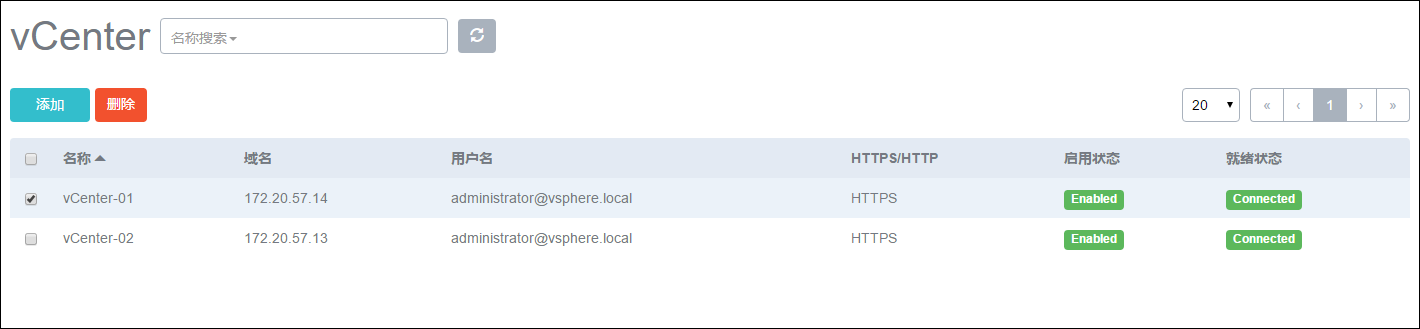 vCenter 名称搜索
添加 删除 20 « ‹ 1 › »
名称 域名 用户名 HTTPS/HTTP 启用状态 就绪状态
vCenter-01 172.20.57.14 administrator@vsphere.local HTTPS Enabled Connected
vCenter-02 172.20.57.13 administrator@vsphere.local HTTPS Enabled Connected